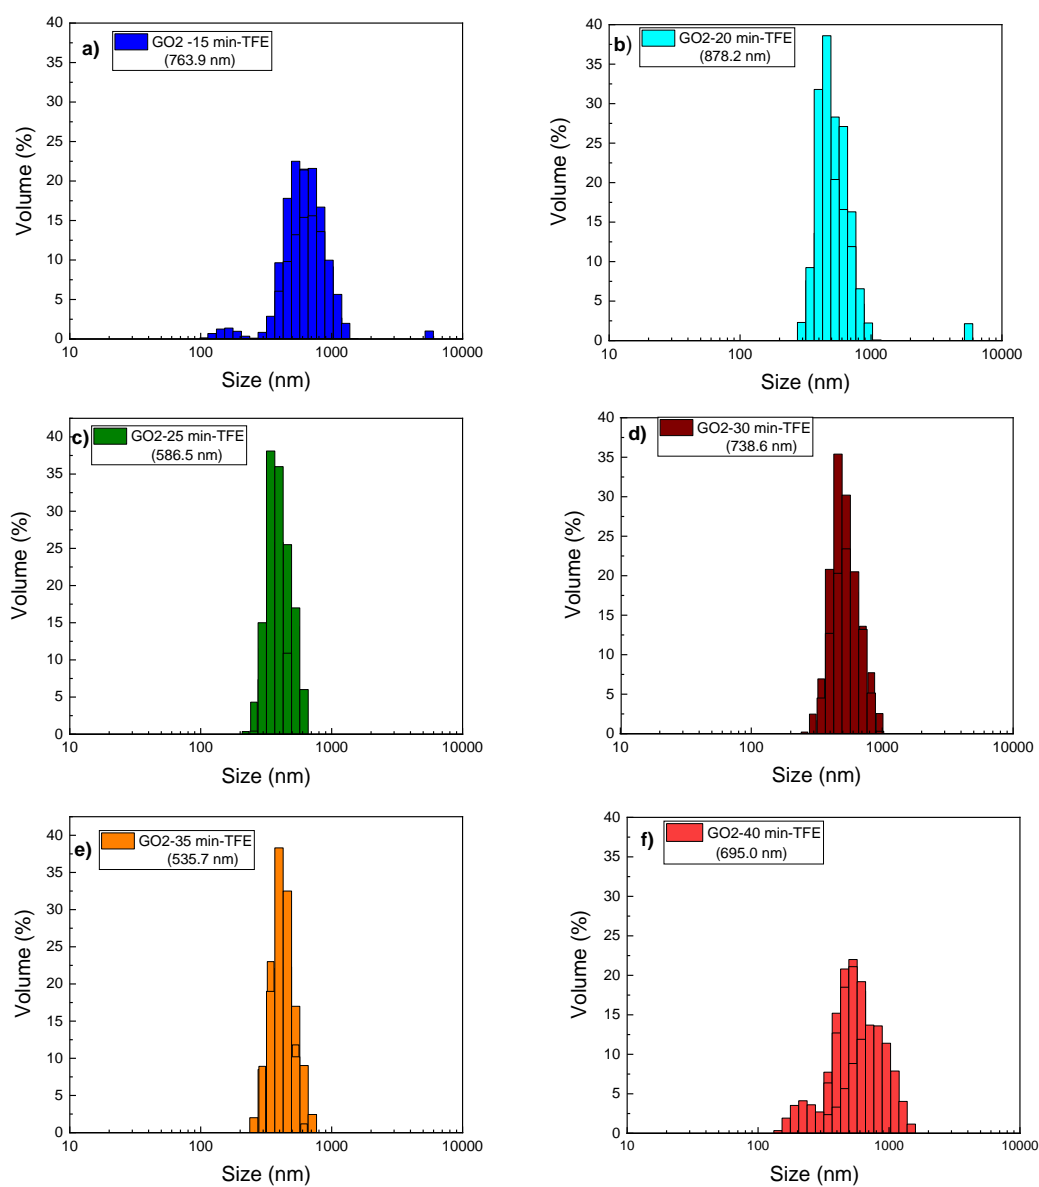 a)
GO2 -15 min-TFE
(763.9 nm)
Volume (%)
40
35
30
25
20
15
10
5
0
10 100 1000 10000
Size (nm)
b)
GO2-20 min-TFE
(878.2 nm)
Volume (%)
40
35
30
25
20
15
10
5
0
10 100 1000 10000
Size (nm)
c)
GO2-25 min-TFE
(586.5 nm)
Volume (%)
40
35
30
25
20
15
10
5
0
10 100 1000 10000
Size (nm)
d)
GO2-30 min-TFE
(738.6 nm)
Volume (%)
40
35
30
25
20
15
10
5
0
10 100 1000 10000
Size (nm)
e)
GO2-35 min-TFE
(535.7 nm)
Volume (%)
40
35
30
25
20
15
10
5
0
10 100 1000 10000
Size (nm)
f)
GO2-40 min-TFE
(695.0 nm)
Volume (%)
40
35
30
25
20
15
10
5
0
10 100 1000 10000
Size (nm)